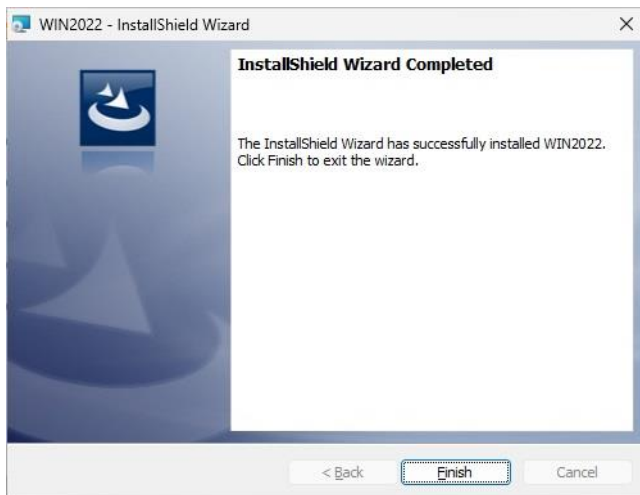 WIN2022 - InstallShield Wizard
InstallShield Wizard Completed
The InstallShield Wizard has successfully installed WIN2022.
Click Finish to exit the wizard.
< Back
Finish
Cancel